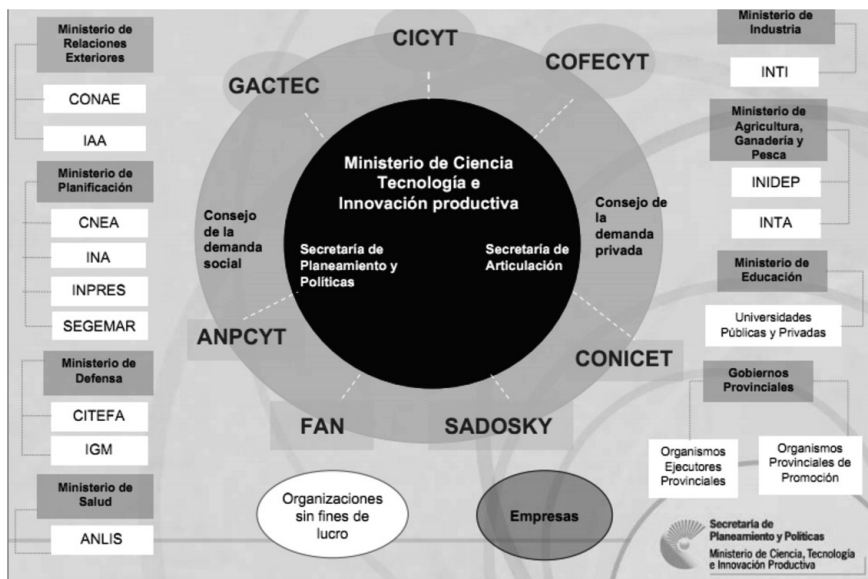 Ministerio de
Relaciones
Exteriores
CONAE
IAA
Ministerio de
Planificación
CNEA
INA
INPRES
SEGEMAR
Ministerio de
Defensa
CITEFA
IGM
Ministerio de
Salud
ANLIS
CICYT
GACTEC
COFECYT
Ministerio de Ciencia
Tecnología e
Innovación productiva
Consejo
de la
demanda
social
Secretaría de
Planeamiento y
Políticas
Secretaría de
Articulación
Consejo de
la
demanda
privada
ANPCYT
CONICET
FAN
SADOSKY
Organizaciones
sin fines de
lucro
Empresas
Ministerio de
Industria
INTI
Ministerio de
Agricultura,
Ganadería y
Pesca
INIDEP
INTA
Ministerio de
Educación
Universidades
Públicas y Privadas
Gobiernos
Provinciales
Organismos
Ejecutores
Provinciales
Organismos
Provinciales de
Promoción
Secretaría de
Planeamiento y Políticas
Ministerio de Ciencia, Tecnología
e Innovación Productiva